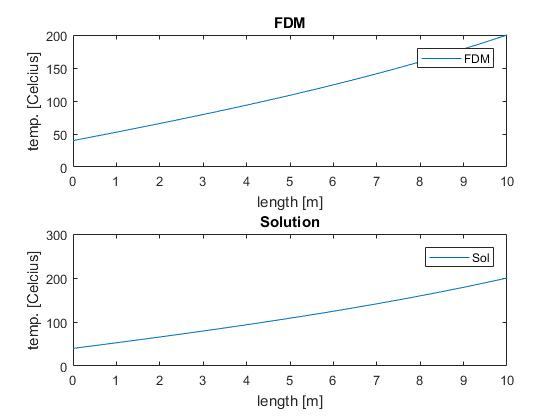 FDM
200
150
100
50
0
temp. [Celcius]
FDM
0 1 2 3 4 5 6 7 8 9 10
length [m]
Solution
300
200
100
0
temp. [Celcius]
Sol
0 1 2 3 4 5 6 7 8 9 10
length [m]